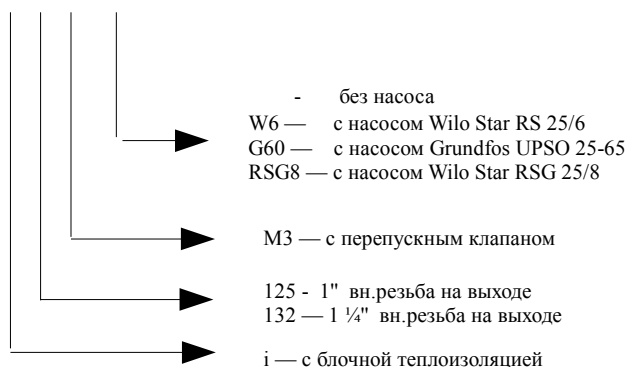 - без насоса
W6 — с насосом Wilo Star RS 25/6
G60 — с насосом Grundfos UPSO 25-65
RSG8 — с насосом Wilo Star RSG 25/8
М3 — с перепускным клапаном
125 - 1" вн.резьба на выходе
132 — 1 ¼" вн.резьба на выходе
i — с блочной теплоизоляцией